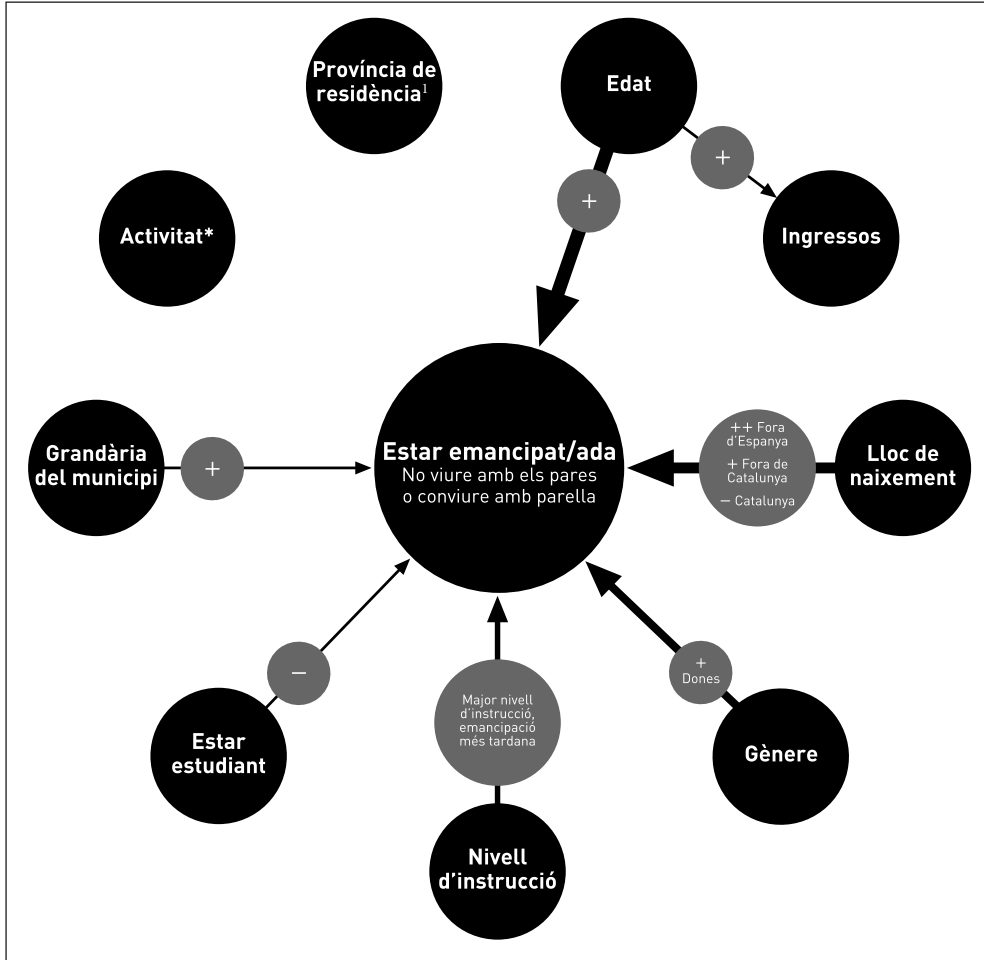 Província de
residència¹
Edat
+
+
Activitat*
Ingressos
Estar emancipat/ada
No viure amb els pares
o conviure amb parella
Grandària
del municipi
+
++ Fora
d'Espanya
+ Fora de
Catalunya
− Catalunya
Lloc de
naixement
−
Estar
estudiant
Major nivell
d'instrucció,
emancipació
més tardana
Nivell
d'instrucció
+
Dones
Gènere